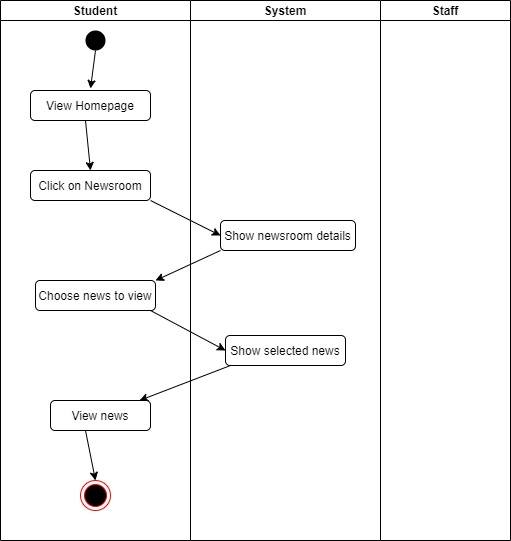 Student
System
Staff
View Homepage
Click on Newsroom
Show newsroom details
Choose news to view
Show selected news
View news